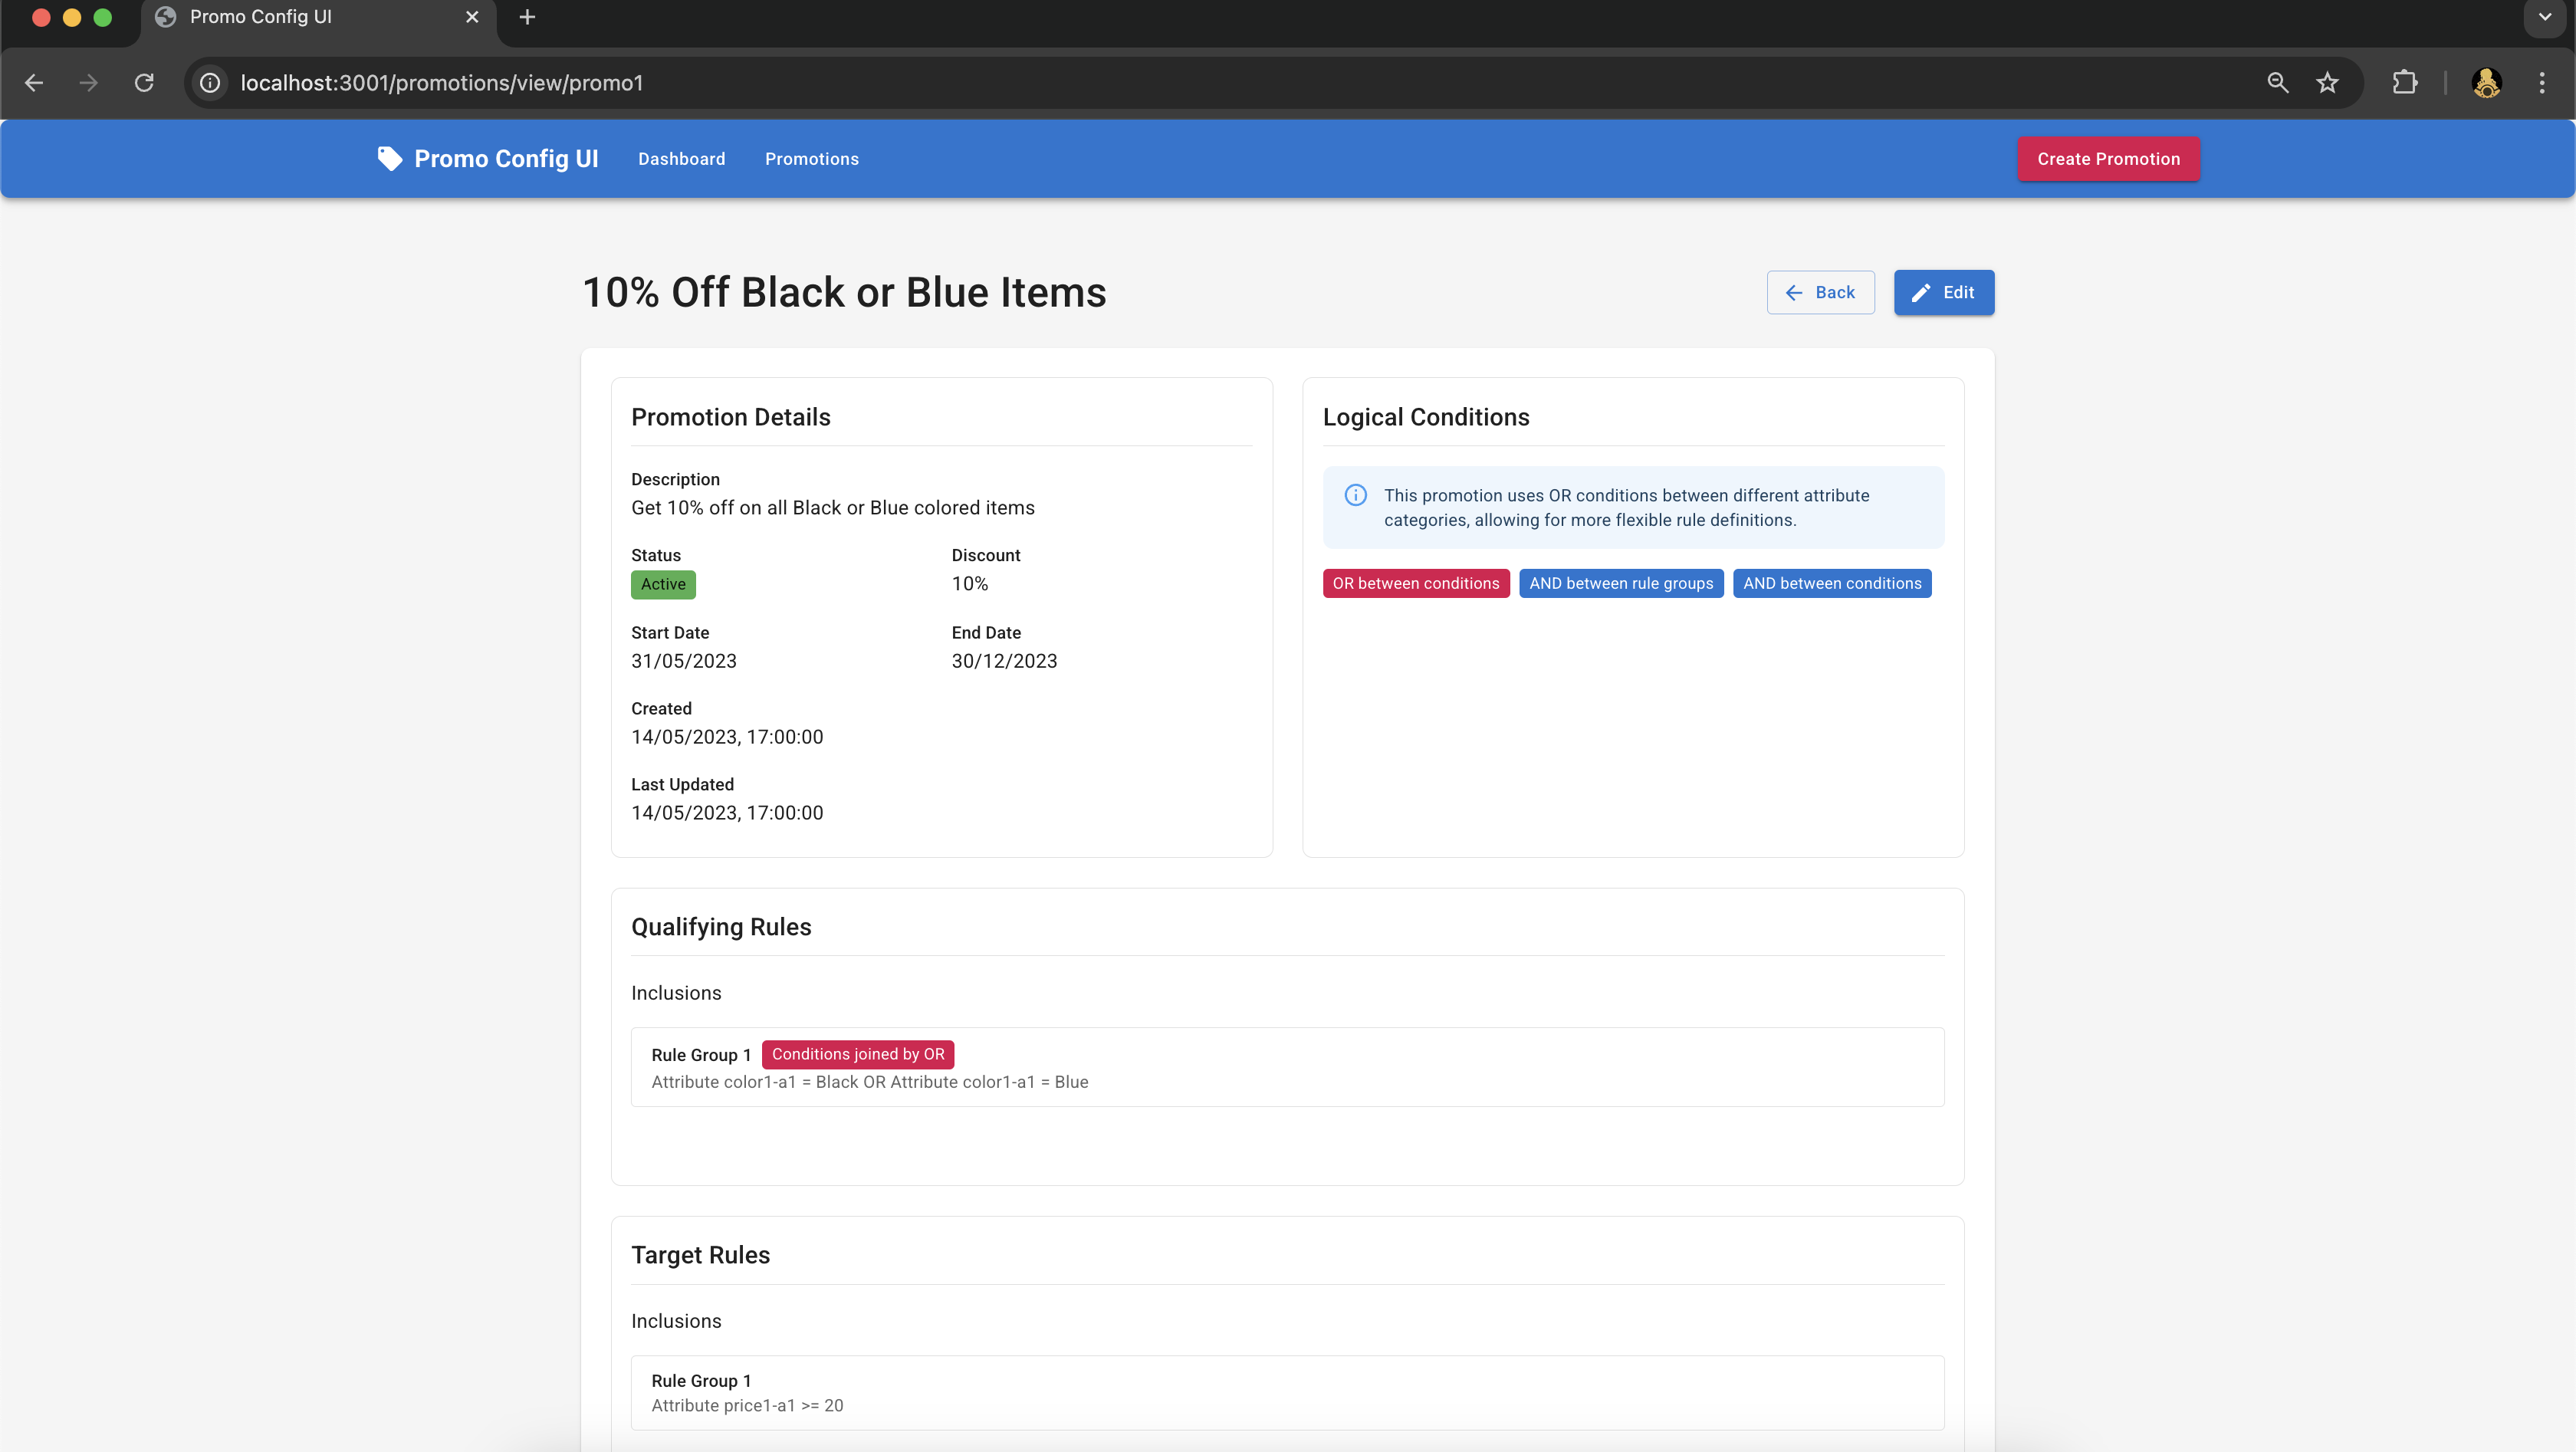 Promo Config UI
localhost:3001/promotions/view/promo1
Promo Config UI Dashboard Promotions Create Promotion
10% Off Black or Blue Items Back Edit
Promotion Details
Description
Get 10% off on all Black or Blue colored items
Status Discount
Active 10%
Start Date End Date
31/05/2023 30/12/2023
Created
14/05/2023, 17:00:00
Last Updated
14/05/2023, 17:00:00
Logical Conditions
This promotion uses OR conditions between different attribute
categories, allowing for more flexible rule definitions.
OR between conditions AND between rule groups AND between conditions
Qualifying Rules
Inclusions
Rule Group 1 Conditions joined by OR
Attribute color1-a1 = Black OR Attribute color1-a1 = Blue
Target Rules
Inclusions
Rule Group 1
Attribute price1-a1 >= 20